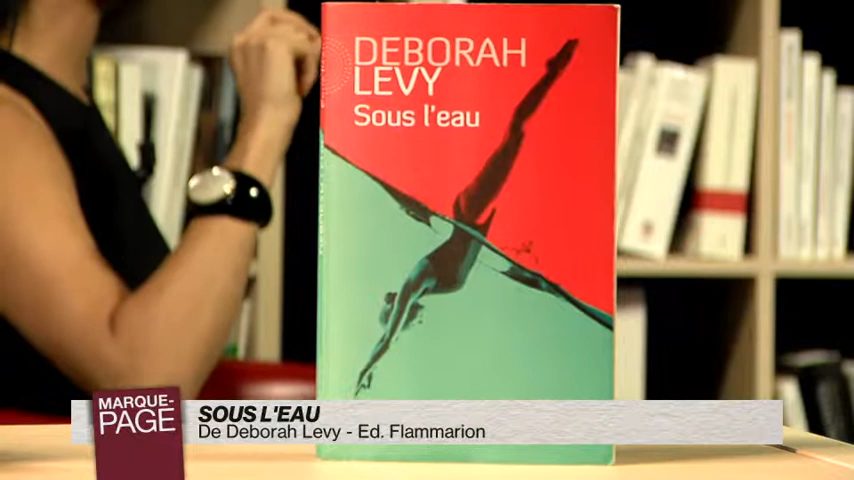 DEBORAH
LEVY
Sous l'eau
MARQUE-
PAGE
SOUS L'EAU
De Deborah Levy - Ed. Flammarion